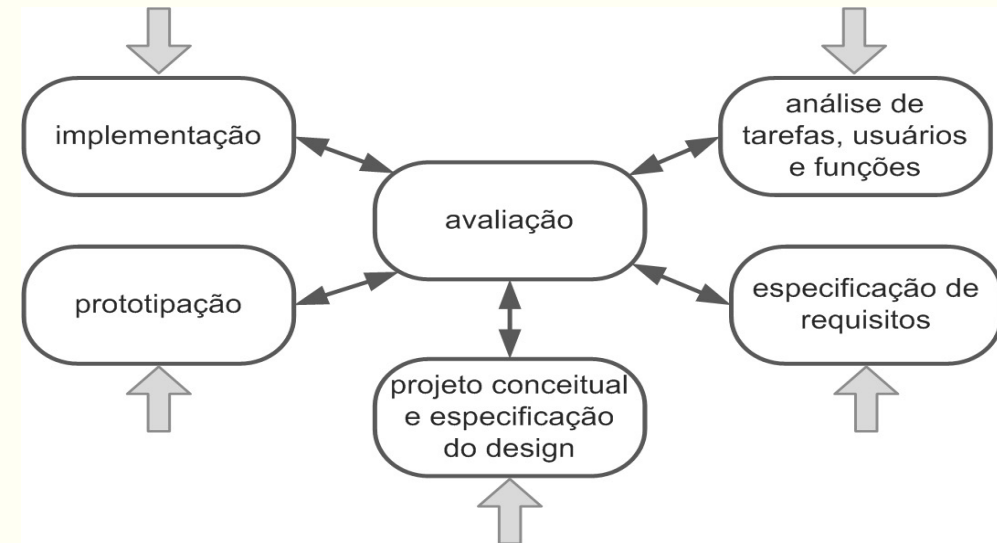 implementação
análise de
tarefas, usuários
e funções
avaliação
prototipação
especificação de
requisitos
projeto conceitual
e especificação
do design